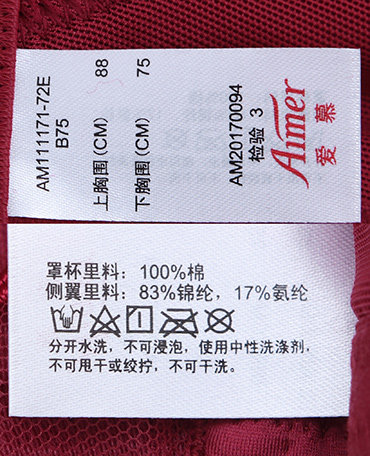 AM111171-72E
B75
上胸围(CM) 88
下胸围(CM) 75
AM20170094
检验 3
Aimer
爱慕
罩杯里料：100%棉
侧翼里料：83%锦纶，17%氨纶
分开水洗，不可浸泡，使用中性洗涤剂，
不可甩干或绞拧，不可干洗。